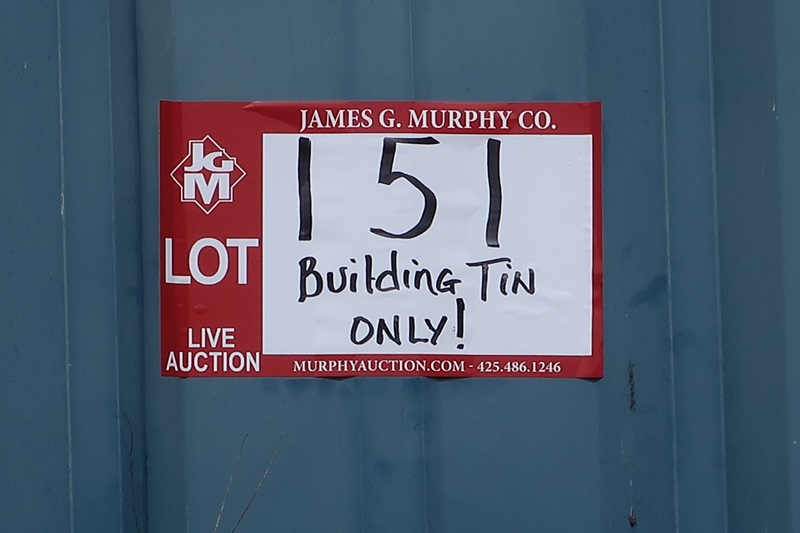 JAMES G. MURPHY CO.
JGM
LOT
LIVE
AUCTION
151
Building Tin
ONLY!
MURPHYAUCTION.COM - 425.486.1246